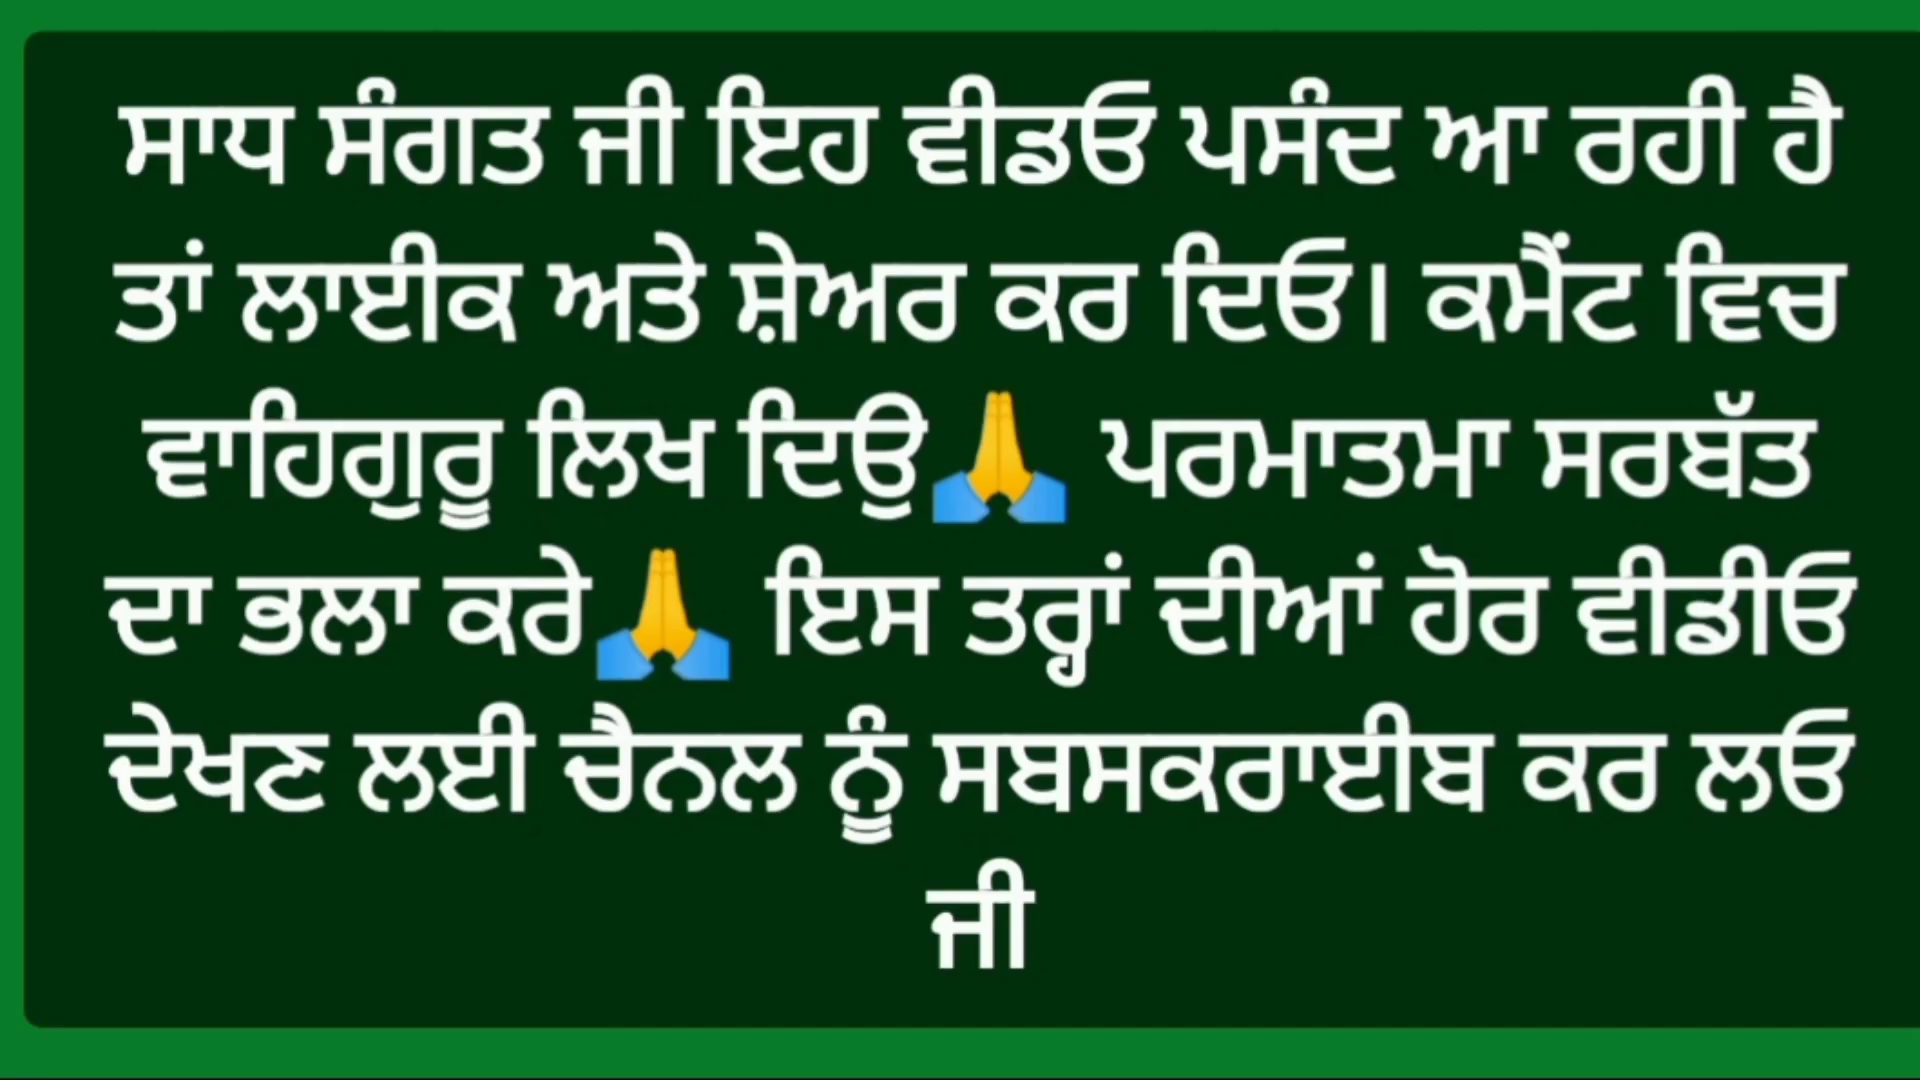 ਸਾਧ ਸੰਗਤ ਜੀ ਇਹ ਵੀਡਓ ਪਸੰਦ ਆ ਰਹੀ ਹੈ
ਤਾਂ ਲਾਈਕ ਅਤੇ ਸ਼ੇਅਰ ਕਰ ਦਿਓ। ਕਮੈਂਟ ਵਿਚ
ਵਾਹਿਗੁਰੂ ਲਿਖ ਦਿਉ🙏 ਪਰਮਾਤਮਾ ਸਰਬੱਤ
ਦਾ ਭਲਾ ਕਰੇ🙏 ਇਸ ਤਰ੍ਹਾਂ ਦੀਆਂ ਹੋਰ ਵੀਡੀਓ
ਦੇਖਣ ਲਈ ਚੈਨਲ ਨੂੰ ਸਬਸਕਰਾਈਬ ਕਰ ਲਓ
ਜੀ